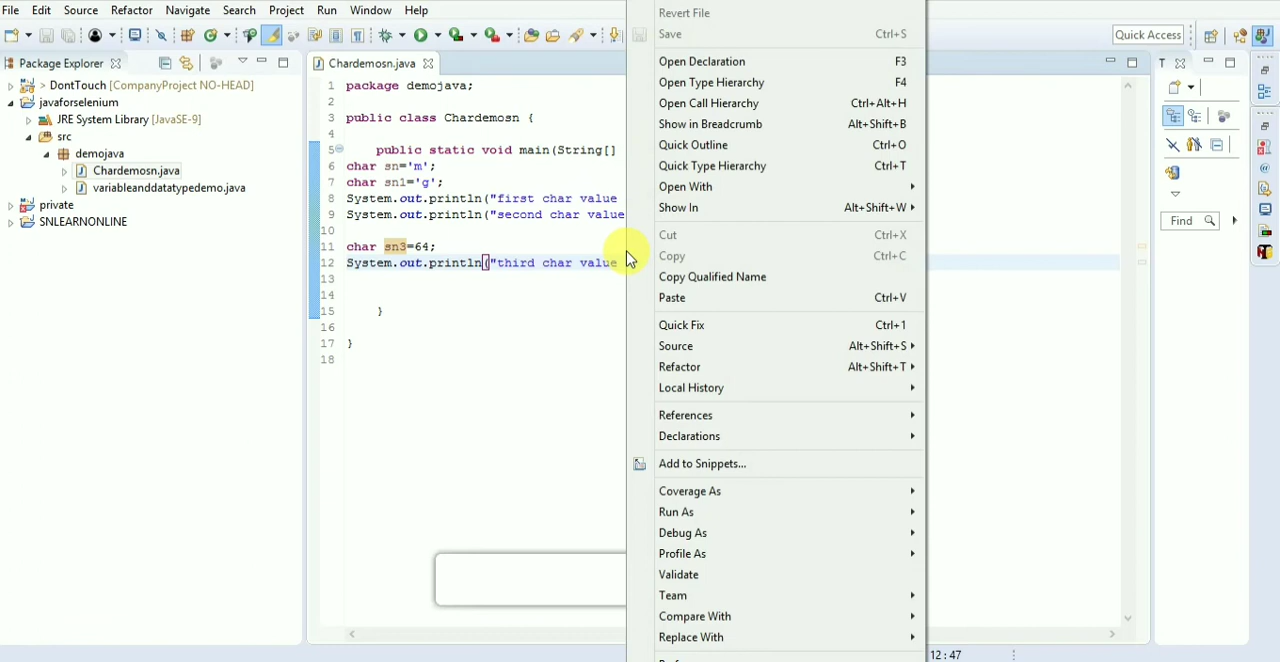 File Edit Source Refactor Navigate Search Project Run Window Help
Quick Access
Package Explorer
> DontTouch [CompanyProject NO-HEAD]
javaforselenium
JRE System Library [JavaSE-9]
src
demojava
Chardemosn.java
variableanddatatypedemo.java
private
SNLEARNONLINE
Chardemosn.java
1 package demojava;
2
3 public class Chardemosn {
4
5 public static void main(String[]
6 char sn='m';
7 char sn1='g';
8 System.out.println("first char value
9 System.out.println("second char value
10
11 char sn3=64;
12 System.out.println("third char value
13
14
15 }
16
17 }
18
Revert File
Save Ctrl+S
Open Declaration F3
Open Type Hierarchy F4
Open Call Hierarchy Ctrl+Alt+H
Show in Breadcrumb Alt+Shift+B
Quick Outline Ctrl+O
Quick Type Hierarchy Ctrl+T
Open With
Show In Alt+Shift+W
Cut Ctrl+X
Copy Ctrl+C
Copy Qualified Name
Paste Ctrl+V
Quick Fix Ctrl+1
Source Alt+Shift+S
Refactor Alt+Shift+T
Local History
References
Declarations
Add to Snippets...
Coverage As
Run As
Debug As
Profile As
Validate
Team
Compare With
Replace With
T
Find
12:47